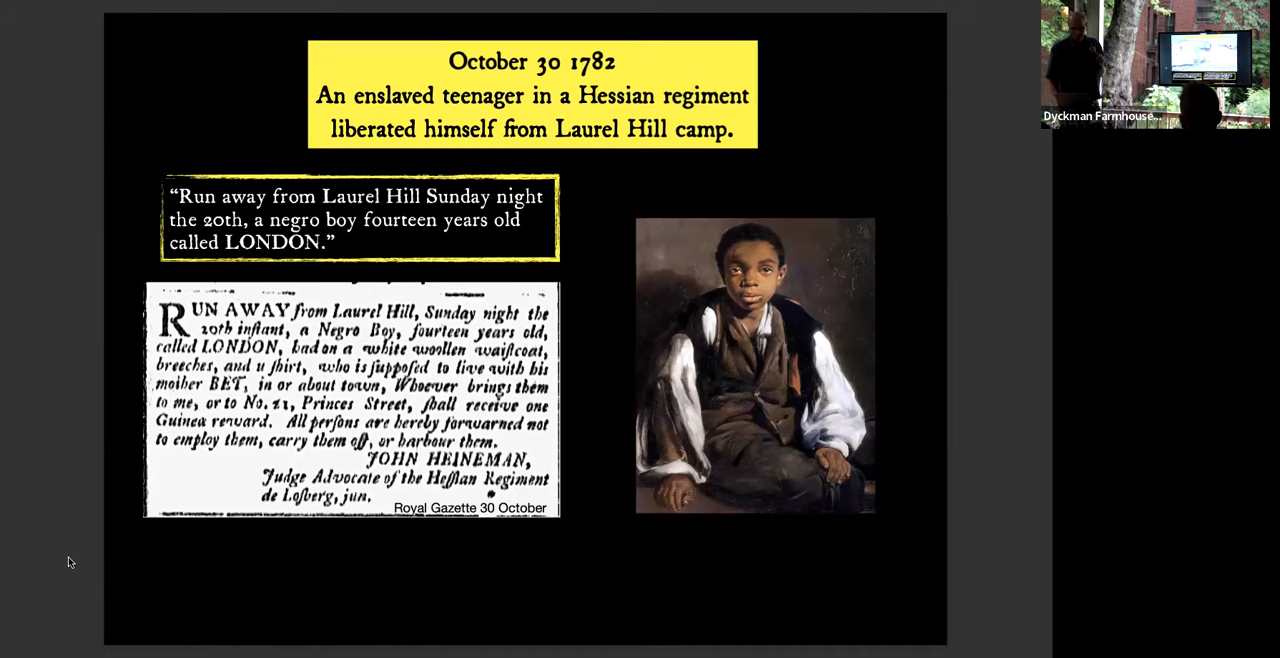 October 30 1782
An enslaved teenager in a Hessian regiment
liberated himself from Laurel Hill camp.
“Run away from Laurel Hill Sunday night
the 20th, a negro boy fourteen years old
called LONDON.”
RUN AWAY from Laurel Hill, Sunday night the
20th inſtant, a Negro Boy, fourteen years old,
called LONDON, had on a white woollen waiſtcoat,
breeches, and a ſhirt, who is ſuppoſed to live with his
mother BET, in or about town, Whoever brings them
to me, or to No. 21, Princes Street, ſhall receive one
Guinea reward. All perſons are hereby forwarned not
to employ them, carry them off, or harbour them.
JOHN HEINEMAN,
Judge Advocate of the Heſſian Regiment
de Loſberg, jun.
Royal Gazette 30 October
Dyckman Farmhouse...